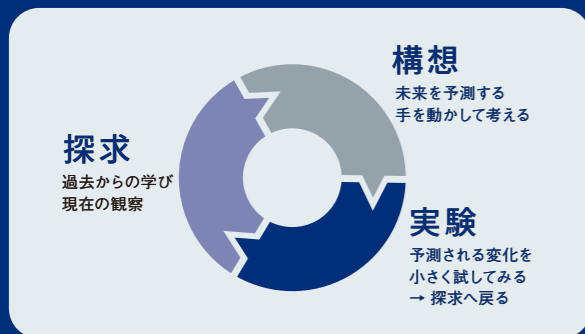 構想
未来を予測する
手を動かして考える
探求
過去からの学び
現在の観察
実験
予測される変化を
小さく試してみる
→ 探求へ戻る